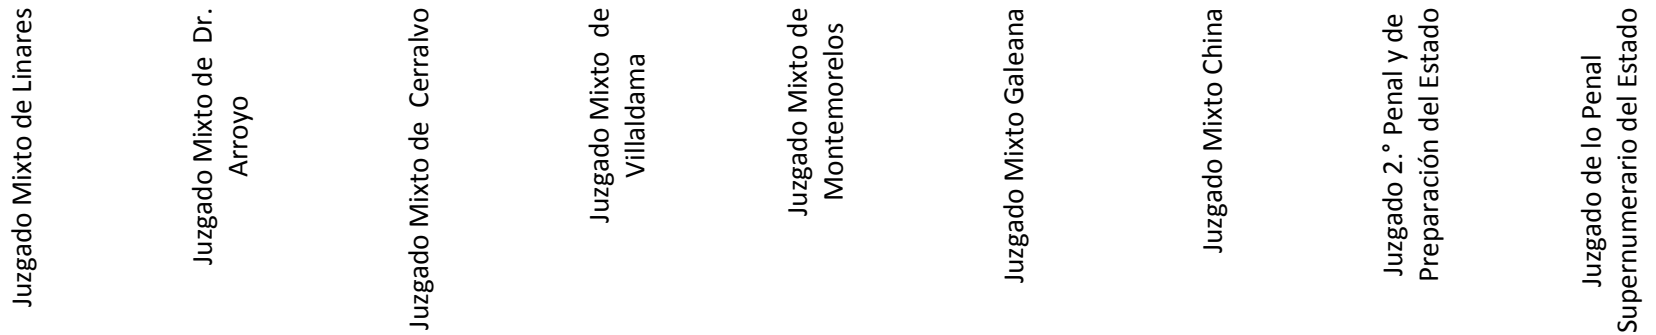 Juzgado Mixto de Linares
Juzgado Mixto de Dr.
Arroyo
Juzgado Mixto de Cerralvo
Juzgado Mixto de
Villaldama
Juzgado Mixto de
Montemorelos
Juzgado Mixto Galeana
Juzgado Mixto China
Juzgado 2.° Penal y de
Preparación del Estado
Juzgado de lo Penal
Supernumerario del Estado